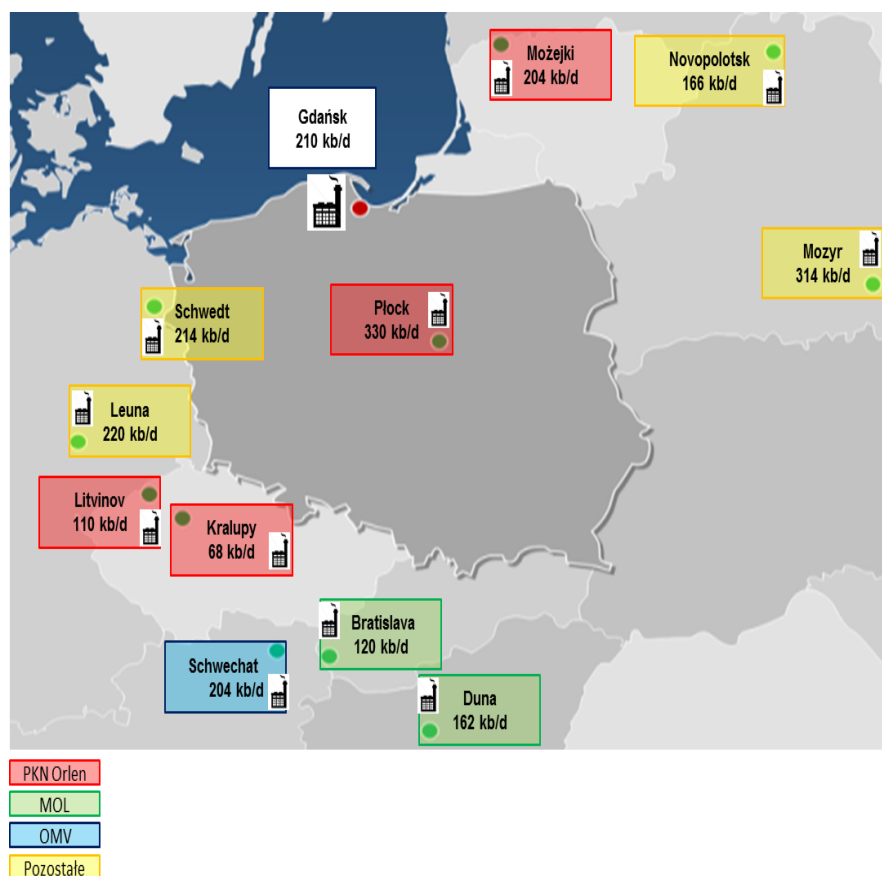 Możejki
204 kb/d
Novopolotsk
166 kb/d
Gdańsk
210 kb/d
Mozyr
314 kb/d
Schwedt
214 kb/d
Płock
330 kb/d
Leuna
220 kb/d
Litvinov
110 kb/d
Kralupy
68 kb/d
Bratislava
120 kb/d
Schwechat
204 kb/d
Duna
162 kb/d
PKN Orlen
MOL
OMV
Pozostałe